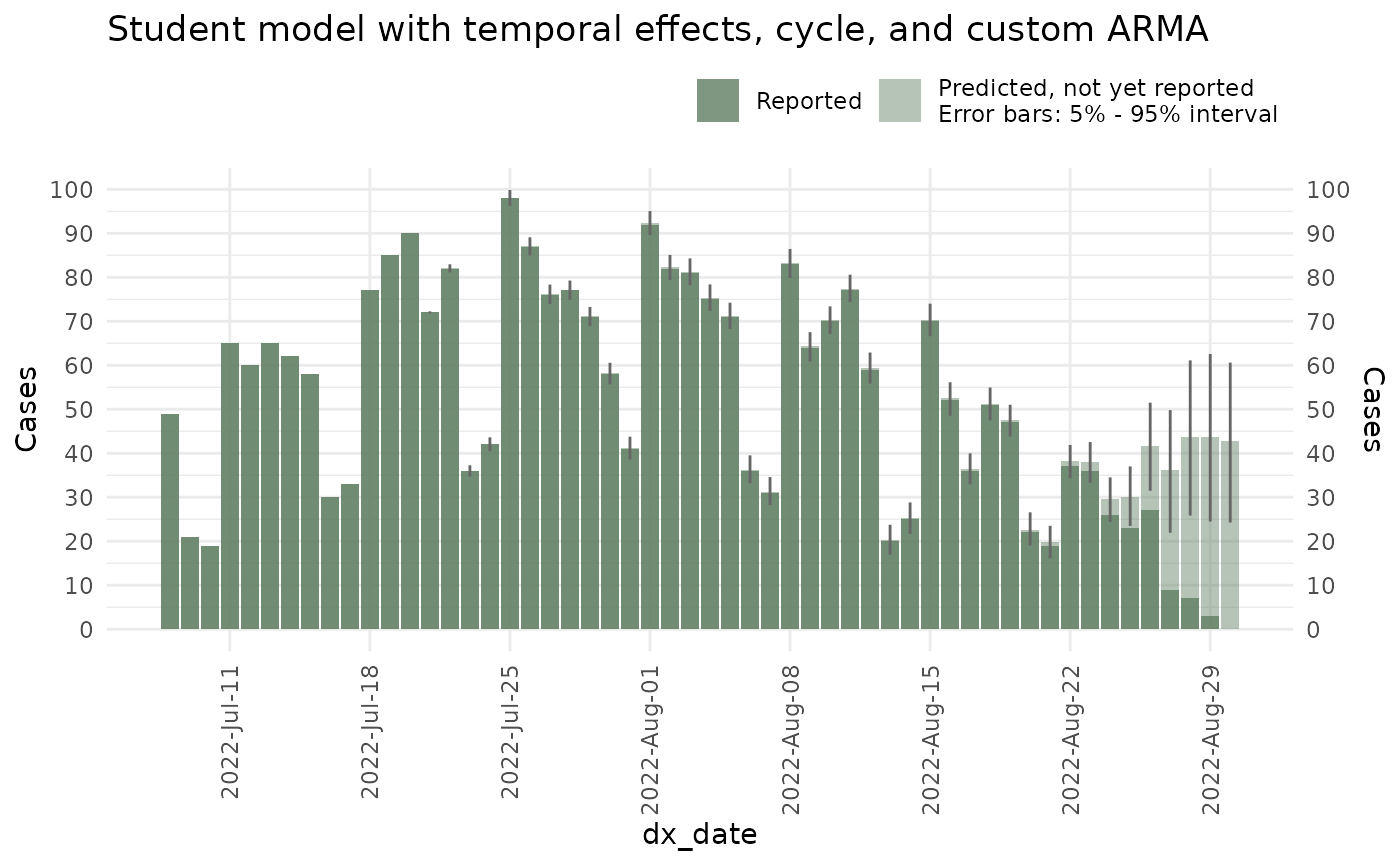 Student model with temporal effects, cycle, and custom ARMA
Reported
Predicted, not yet reported
Error bars: 5% - 95% interval
Cases
100
90
80
70
60
50
40
30
20
10
0
100
90
80
70
60
50
40
30
20
10
0
Cases
2022-Jul-11
2022-Jul-18
2022-Jul-25
2022-Aug-01
2022-Aug-08
2022-Aug-15
2022-Aug-22
2022-Aug-29
dx_date